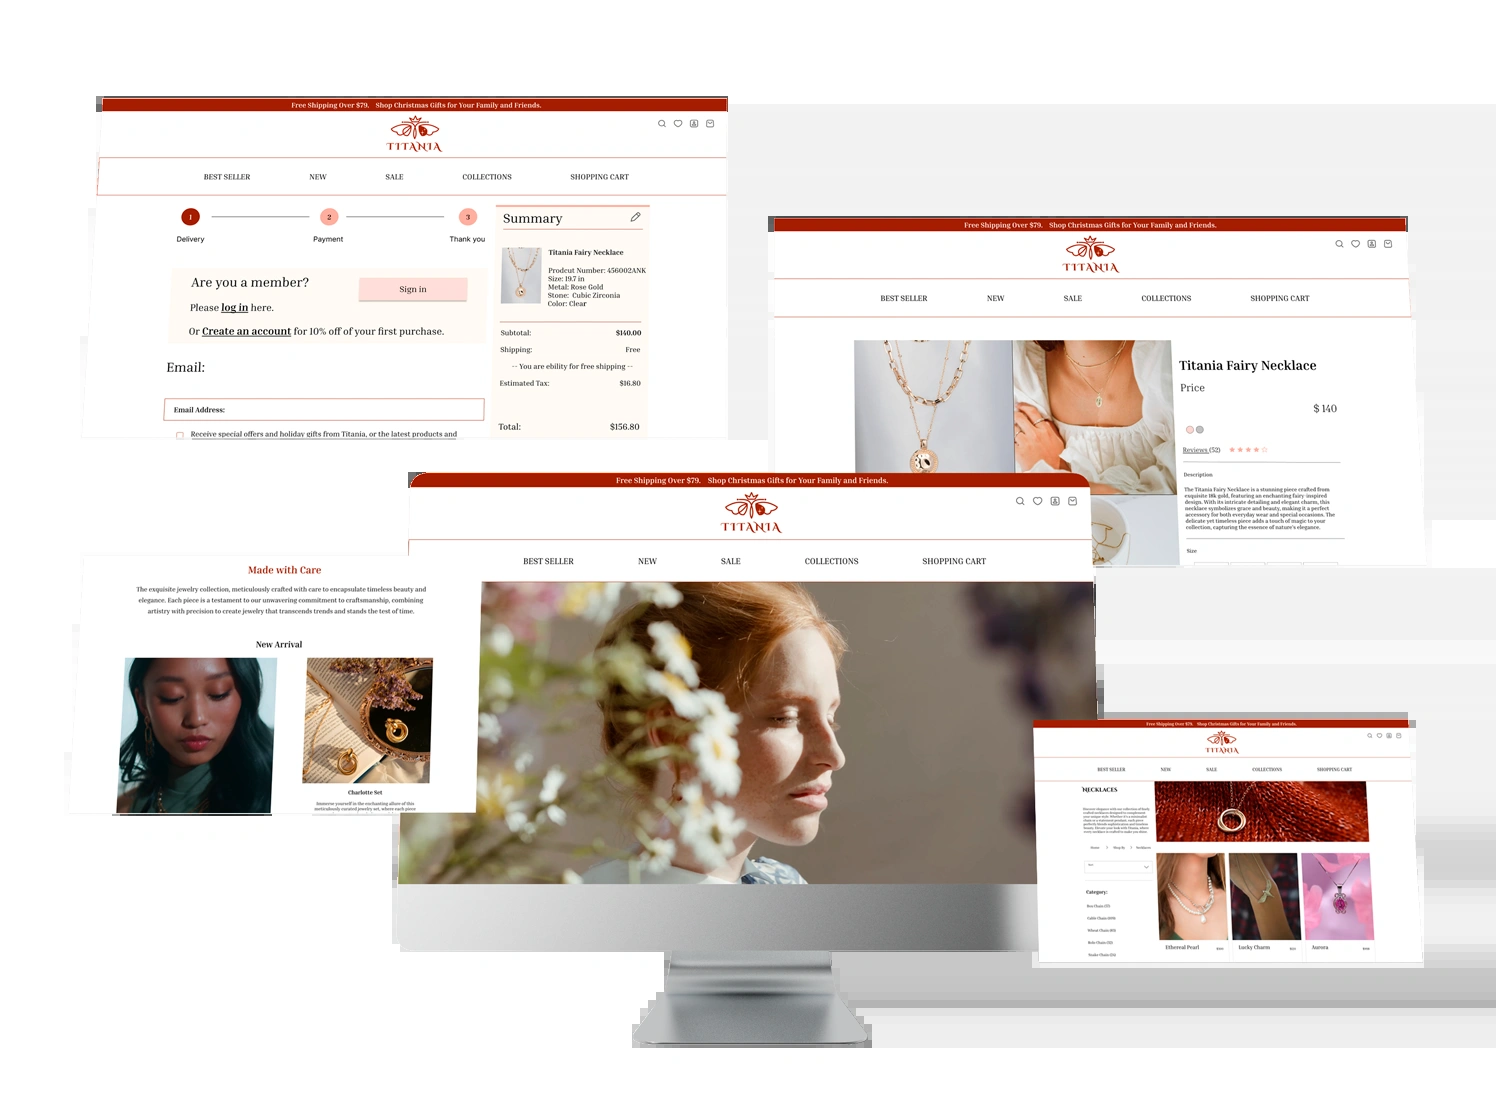 Free Shipping Over $79. Shop Christmas Gifts for Your Family and Friends.
TITANIA
BEST SELLER NEW SALE COLLECTIONS SHOPPING CART
1 2 3
Delivery Payment Thank you
Are you a member?
Sign in
Please log in here.
Or Create an account for 10% off of your first purchase.
Email:
Email Address:
Receive special offers and holiday gifts from Titania, or the latest products and
Summary
Titania Fairy Necklace
Prodcut Number: 456002ANK
Size: 19.7 in
Metal: Rose Gold
Stone: Cubic Zirconia
Color: Clear
Subtotal: $140.00
Shipping: Free
-- You are ebility for free shipping --
Estimated Tax: $16.80
Total: $156.80
Free Shipping Over $79. Shop Christmas Gifts for Your Family and Friends.
TITANIA
BEST SELLER NEW SALE COLLECTIONS SHOPPING CART
Titania Fairy Necklace
Price
$ 140
Reviews (52)
Description
The Titania Fairy Necklace is a stunning piece crafted from
exquisite 18k gold, featuring an enchanting fairy-inspired
design. With its intricate detailing and elegant charm, this
necklace symbolizes grace and beauty, making it a perfect
accessory for both everyday wear and special occasions. The
delicate yet timeless piece adds a touch of magic to your
collection, capturing the essence of nature's elegance.
Size
Free Shipping Over $79. Shop Christmas Gifts for Your Family and Friends.
TITANIA
BEST SELLER NEW SALE COLLECTIONS SHOPPING CART
Made with Care
The exquisite jewelry collection, meticulously crafted with care to encapsulate timeless beauty and
elegance. Each piece is a testament to our unwavering commitment to craftsmanship, combining
artistry with precision to create jewelry that transcends trends and stands the test of time.
New Arrival
Charlotte Set
Immerse yourself in the enchanting allure of this
meticulously curated jewelry set, where each piece
Free Shipping Over $79. Shop Christmas Gifts for Your Family and Friends.
TITANIA
BEST SELLER NEW SALE COLLECTIONS SHOPPING CART
NECKLACES
Home > Shop By > Necklaces
Category:
Ethereal Pearl
Lucky Charm
Aurora